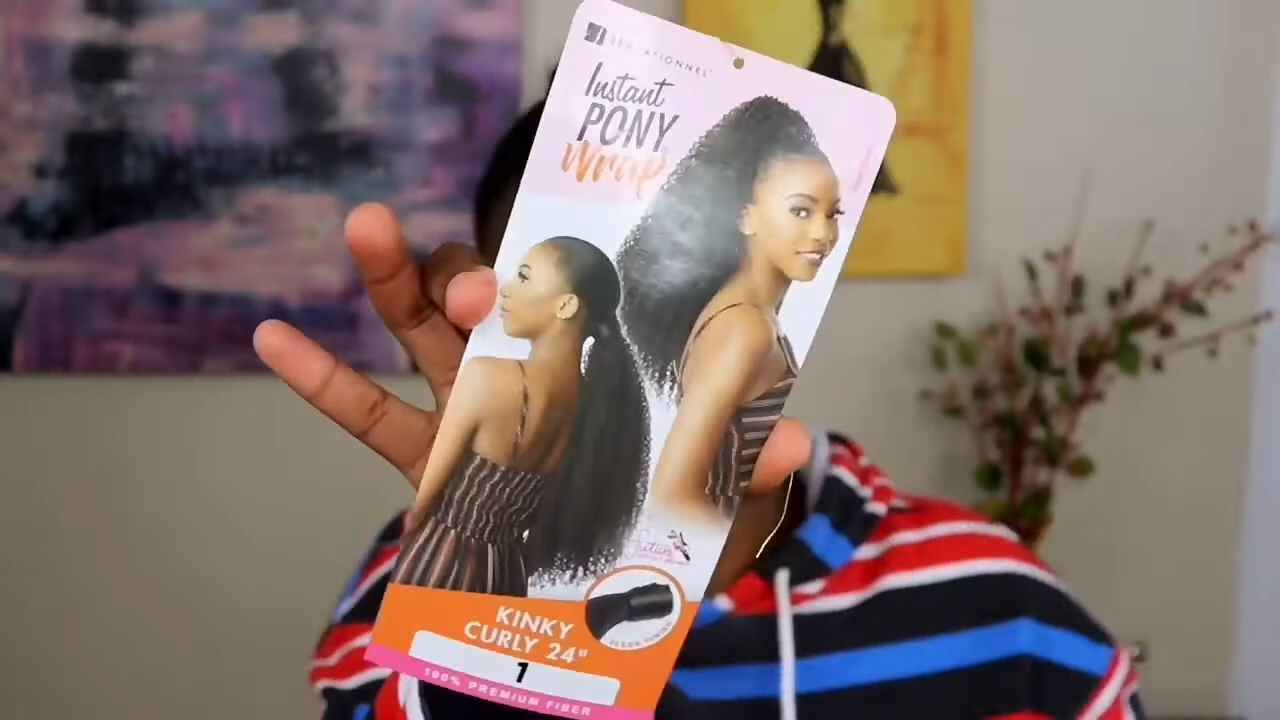 SENSATIONNEL
Instant
PONY
Wrap
KINKY
CURLY 24"
1
100% PREMIUM FIBER